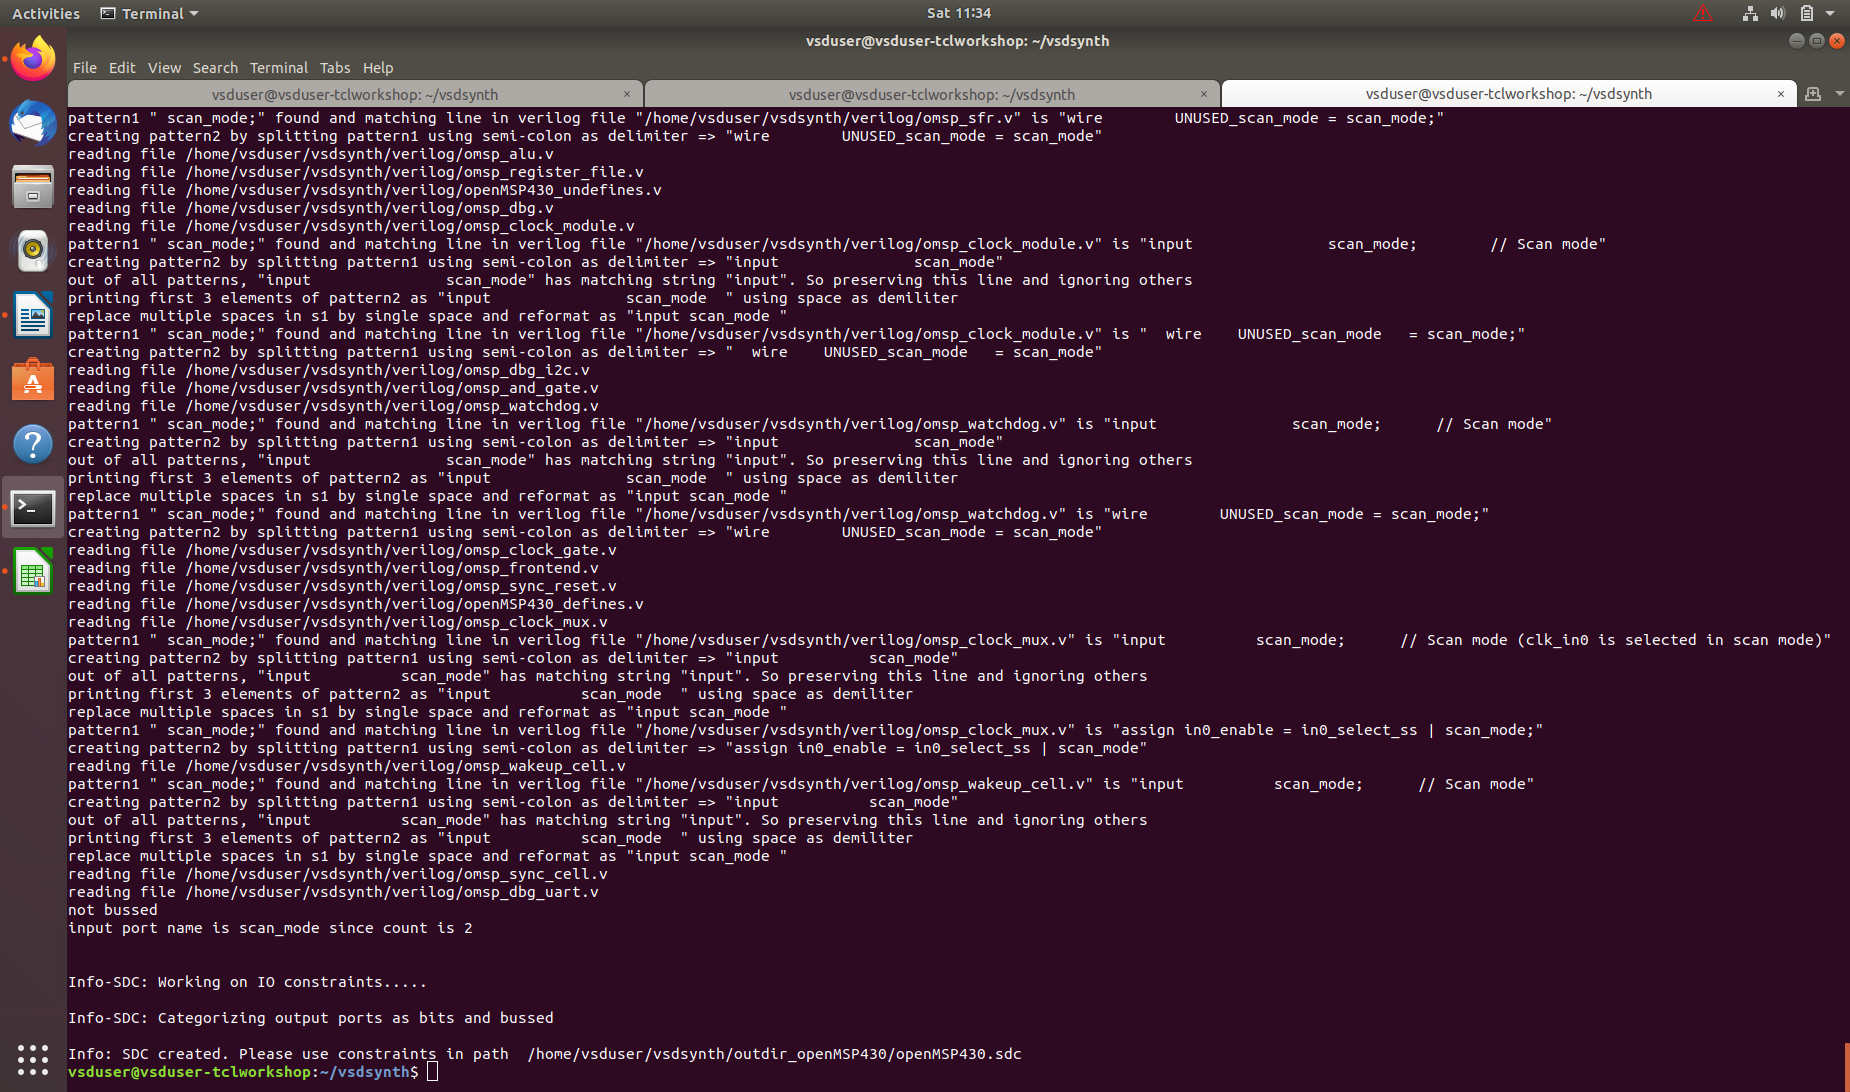 Activities Terminal Sat 11:34
vsduser@vsduser-tclworkshop: ~/vsdsynth
File Edit View Search Terminal Tabs Help
vsduser@vsduser-tclworkshop: ~/vsdsynth × vsduser@vsduser-tclworkshop: ~/vsdsynth × vsduser@vsduser-tclworkshop: ~/vsdsynth ×
pattern1 " scan_mode;" found and matching line in verilog file "/home/vsduser/vsdsynth/verilog/omsp_sfr.v" is "wire        UNUSED_scan_mode = scan_mode;"
creating pattern2 by splitting pattern1 using semi-colon as delimiter => "wire        UNUSED_scan_mode = scan_mode"
reading file /home/vsduser/vsdsynth/verilog/omsp_alu.v
reading file /home/vsduser/vsdsynth/verilog/omsp_register_file.v
reading file /home/vsduser/vsdsynth/verilog/openMSP430_undefines.v
reading file /home/vsduser/vsdsynth/verilog/omsp_dbg.v
reading file /home/vsduser/vsdsynth/verilog/omsp_clock_module.v
pattern1 " scan_mode;" found and matching line in verilog file "/home/vsduser/vsdsynth/verilog/omsp_clock_module.v" is "input               scan_mode;        // Scan mode"
creating pattern2 by splitting pattern1 using semi-colon as delimiter => "input               scan_mode"
out of all patterns, "input               scan_mode" has matching string "input". So preserving this line and ignoring others
printing first 3 elements of pattern2 as "input               scan_mode  " using space as demiliter
replace multiple spaces in s1 by single space and reformat as "input scan_mode "
pattern1 " scan_mode;" found and matching line in verilog file "/home/vsduser/vsdsynth/verilog/omsp_clock_module.v" is "  wire    UNUSED_scan_mode   = scan_mode;"
creating pattern2 by splitting pattern1 using semi-colon as delimiter => "  wire    UNUSED_scan_mode   = scan_mode"
reading file /home/vsduser/vsdsynth/verilog/omsp_dbg_i2c.v
reading file /home/vsduser/vsdsynth/verilog/omsp_and_gate.v
reading file /home/vsduser/vsdsynth/verilog/omsp_watchdog.v
pattern1 " scan_mode;" found and matching line in verilog file "/home/vsduser/vsdsynth/verilog/omsp_watchdog.v" is "input               scan_mode;      // Scan mode"
creating pattern2 by splitting pattern1 using semi-colon as delimiter => "input               scan_mode"
out of all patterns, "input               scan_mode" has matching string "input". So preserving this line and ignoring others
printing first 3 elements of pattern2 as "input               scan_mode  " using space as demiliter
replace multiple spaces in s1 by single space and reformat as "input scan_mode "
pattern1 " scan_mode;" found and matching line in verilog file "/home/vsduser/vsdsynth/verilog/omsp_watchdog.v" is "wire        UNUSED_scan_mode = scan_mode;"
creating pattern2 by splitting pattern1 using semi-colon as delimiter => "wire        UNUSED_scan_mode = scan_mode"
reading file /home/vsduser/vsdsynth/verilog/omsp_clock_gate.v
reading file /home/vsduser/vsdsynth/verilog/omsp_frontend.v
reading file /home/vsduser/vsdsynth/verilog/omsp_sync_reset.v
reading file /home/vsduser/vsdsynth/verilog/openMSP430_defines.v
reading file /home/vsduser/vsdsynth/verilog/omsp_clock_mux.v
pattern1 " scan_mode;" found and matching line in verilog file "/home/vsduser/vsdsynth/verilog/omsp_clock_mux.v" is "input          scan_mode;      // Scan mode (clk_in0 is selected in scan mode)"
creating pattern2 by splitting pattern1 using semi-colon as delimiter => "input          scan_mode"
out of all patterns, "input          scan_mode" has matching string "input". So preserving this line and ignoring others
printing first 3 elements of pattern2 as "input          scan_mode  " using space as demiliter
replace multiple spaces in s1 by single space and reformat as "input scan_mode "
pattern1 " scan_mode;" found and matching line in verilog file "/home/vsduser/vsdsynth/verilog/omsp_clock_mux.v" is "assign in0_enable = in0_select_ss | scan_mode;"
creating pattern2 by splitting pattern1 using semi-colon as delimiter => "assign in0_enable = in0_select_ss | scan_mode"
reading file /home/vsduser/vsdsynth/verilog/omsp_wakeup_cell.v
pattern1 " scan_mode;" found and matching line in verilog file "/home/vsduser/vsdsynth/verilog/omsp_wakeup_cell.v" is "input          scan_mode;      // Scan mode"
creating pattern2 by splitting pattern1 using semi-colon as delimiter => "input          scan_mode"
out of all patterns, "input          scan_mode" has matching string "input". So preserving this line and ignoring others
printing first 3 elements of pattern2 as "input          scan_mode  " using space as demiliter
replace multiple spaces in s1 by single space and reformat as "input scan_mode "
reading file /home/vsduser/vsdsynth/verilog/omsp_sync_cell.v
reading file /home/vsduser/vsdsynth/verilog/omsp_dbg_uart.v
not bussed
input port name is scan_mode since count is 2
Info-SDC: Working on IO constraints.....
Info-SDC: Categorizing output ports as bits and bussed
Info: SDC created. Please use constraints in path  /home/vsduser/vsdsynth/outdir_openMSP430/openMSP430.sdc
vsduser@vsduser-tclworkshop:~/vsdsynth$